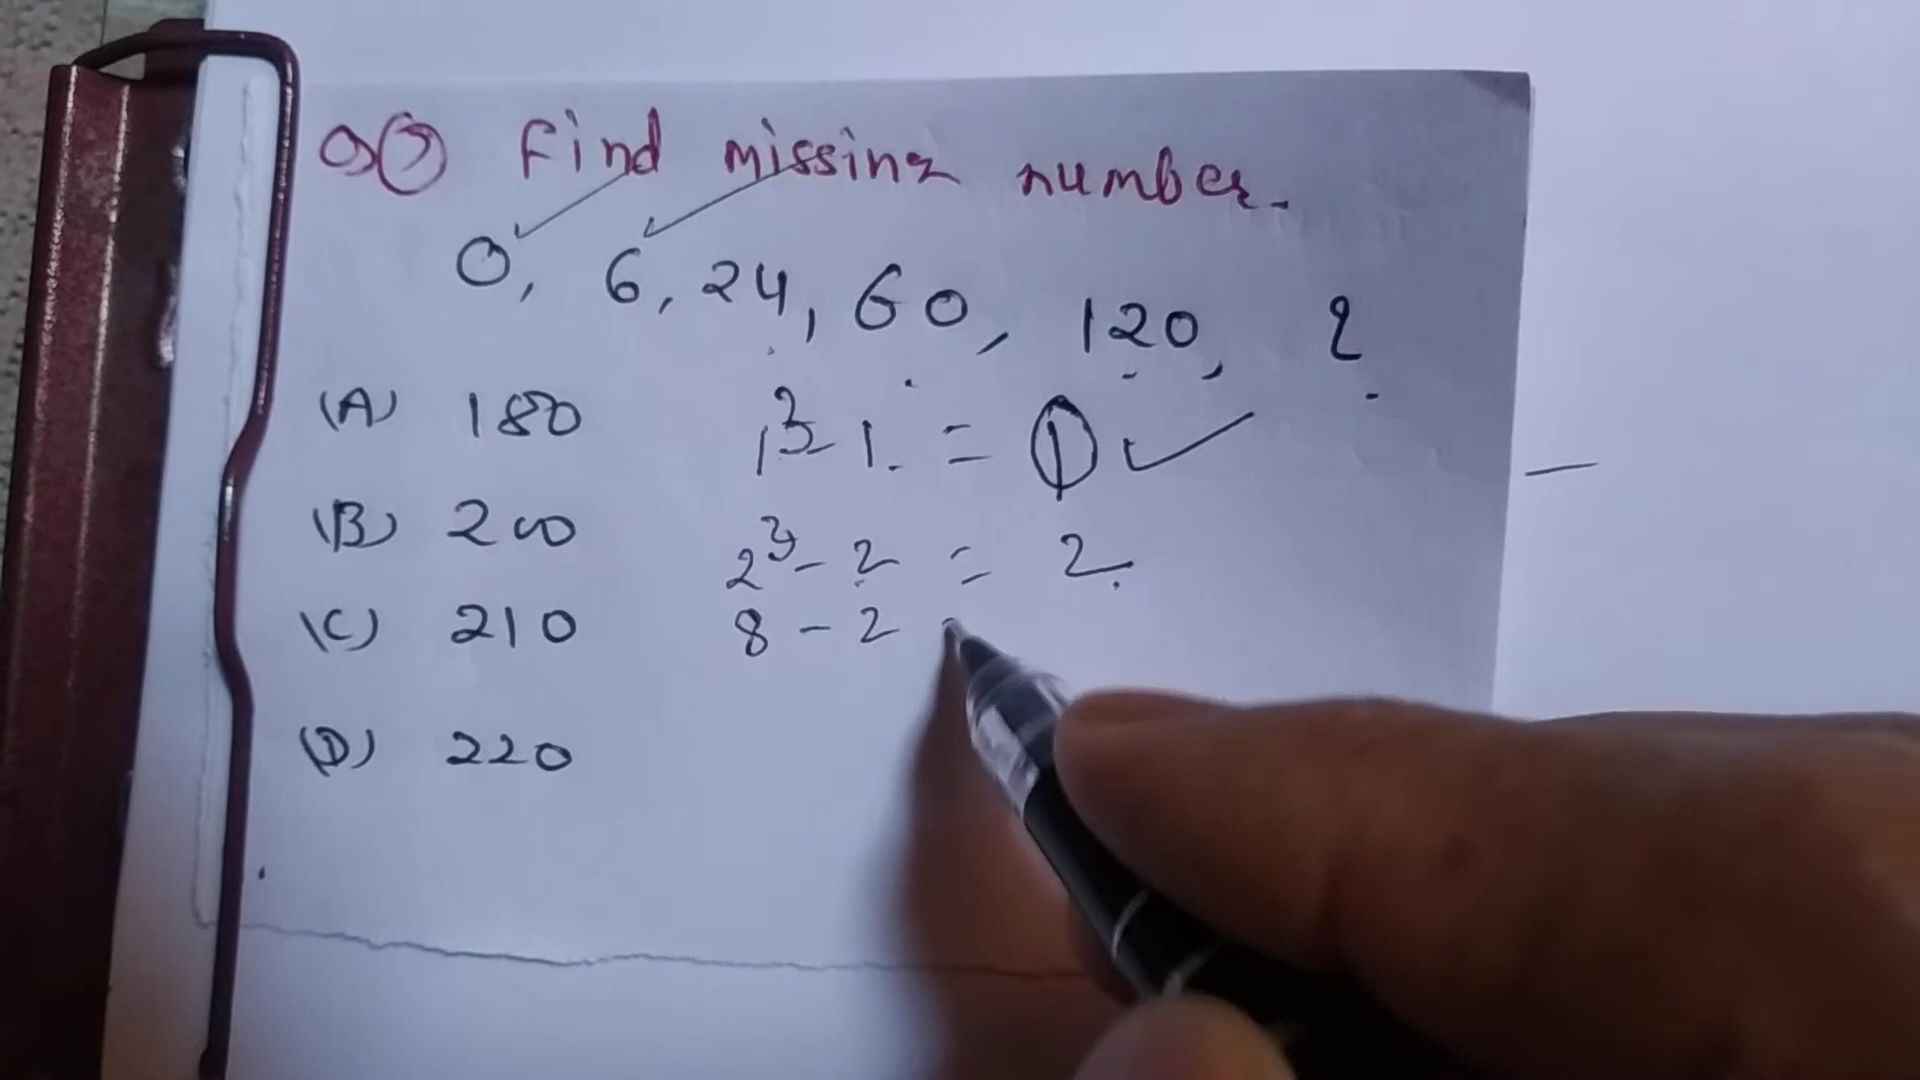 Q7 Find missing number.
0, 6, 24, 60, 120, ?
(A) 180
1³ - 1 = 0
(B) 200
2³ - 2 = 2
(C) 210
8 - 2 =
(D) 220